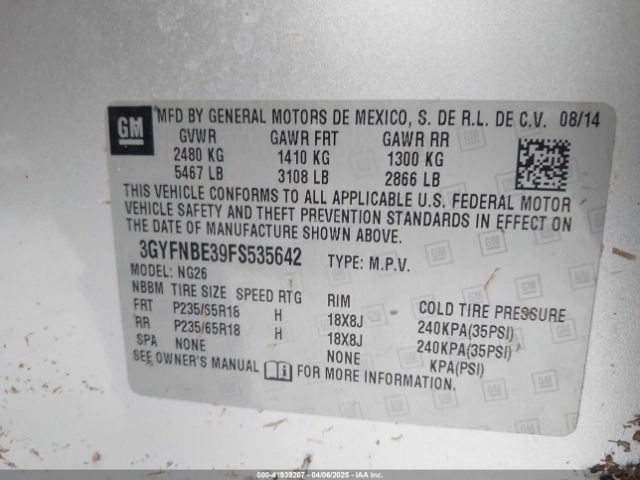 GM
MFD BY GENERAL MOTORS DE MEXICO, S. DE R.L. DE C.V. 08/14
GVWR GAWR FRT GAWR RR
2480 KG 1410 KG 1300 KG
5467 LB 3108 LB 2866 LB
THIS VEHICLE CONFORMS TO ALL APPLICABLE U.S. FEDERAL MOTOR
VEHICLE SAFETY AND THEFT PREVENTION STANDARDS IN EFFECT ON
THE DATE OF MANUFACTURE SHOWN ABOVE.
3GYFNBE39FS535642 TYPE: M.P.V.
MODEL: NG26
NBBM TIRE SIZE SPEED RTG RIM COLD TIRE PRESSURE
FRT P235/65R18 H 18X8J 240KPA(35PSI)
RR P235/65R18 H 18X8J 240KPA(35PSI)
SPA NONE NONE KPA(PSI)
SEE OWNER'S MANUAL FOR MORE INFORMATION.
000-41939207 - 04/06/2025 - IAA Inc.